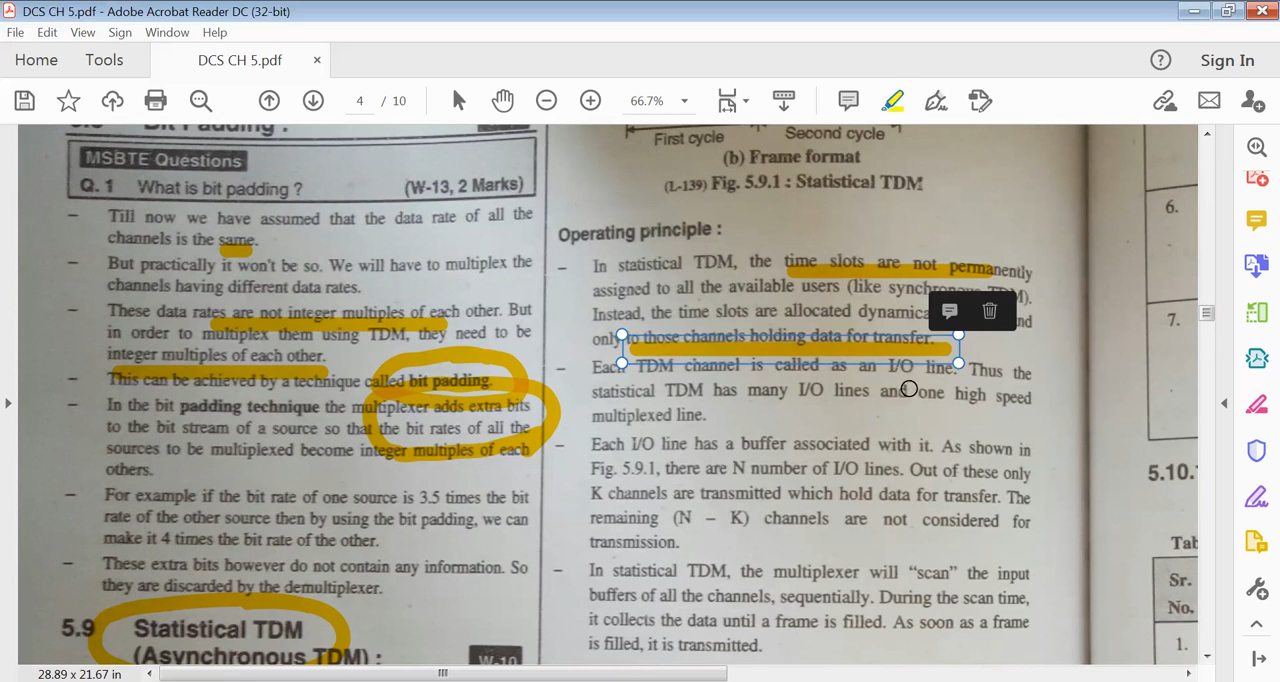 DCS CH 5.pdf - Adobe Acrobat Reader DC (32-bit)
File Edit View Sign Window Help
Home Tools DCS CH 5.pdf × Sign In
4 / 10 66.7%
Bit Padding :
MSBTE Questions
Q. 1 What is bit padding ? (W-13, 2 Marks)
– Till now we have assumed that the data rate of all the
channels is the same.
– But practically it won't be so. We will have to multiplex the
channels having different data rates.
– These data rates are not integer multiples of each other. But
in order to multiplex them using TDM, they need to be
integer multiples of each other.
– This can be achieved by a technique called bit padding.
– In the bit padding technique the multiplexer adds extra bits
to the bit stream of a source so that the bit rates of all the
sources to be multiplexed become integer multiples of each
others.
– For example if the bit rate of one source is 3.5 times the bit
rate of the other source then by using the bit padding, we can
make it 4 times the bit rate of the other.
– These extra bits however do not contain any information. So
they are discarded by the demultiplexer.
5.9 Statistical TDM
(Asynchronous TDM) :
W-10
First cycle Second cycle
(b) Frame format
(L-139) Fig. 5.9.1 : Statistical TDM
Operating principle :
– In statistical TDM, the time slots are not permanently
assigned to all the available users (like synchronous TDM).
Instead, the time slots are allocated dynamica nd
only to those channels holding data for transfer.
– Each TDM channel is called as an I/O line. Thus the
statistical TDM has many I/O lines and one high speed
multiplexed line.
– Each I/O line has a buffer associated with it. As shown in
Fig. 5.9.1, there are N number of I/O lines. Out of these only
K channels are transmitted which hold data for transfer. The
remaining (N – K) channels are not considered for
transmission.
– In statistical TDM, the multiplexer will “scan” the input
buffers of all the channels, sequentially. During the scan time,
it collects the data until a frame is filled. As soon as a frame
is filled, it is transmitted.
6.
7.
5.10.
Tab
Sr.
No.
1.
28.89 x 21.67 in